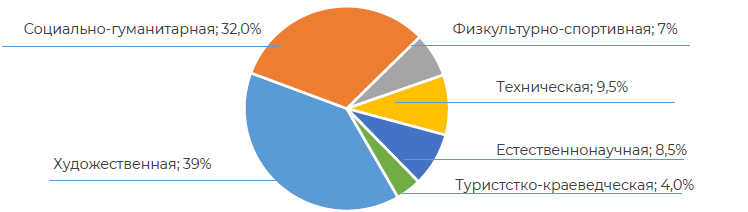 Социально-гуманитарная; 32,0%
Физкультурно-спортивная; 7%
Техническая; 9,5%
Естественнонаучная; 8,5%
Художественная; 39%
Туристстко-краеведческая; 4,0%